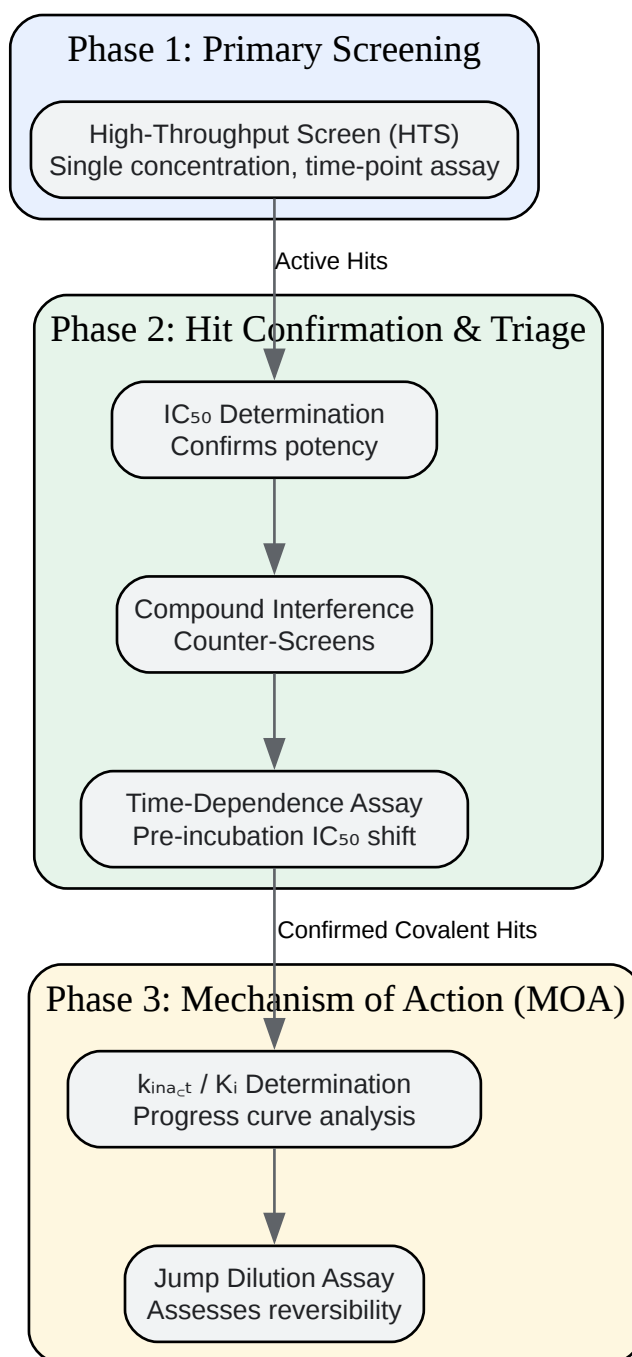 Phase 1: Primary Screening
High-Throughput Screen (HTS)
Single concentration, time-point assay
Active Hits
Phase 2: Hit Confirmation & Triage
IC₅₀ Determination
Confirms potency
Compound Interference
Counter-Screens
Time-Dependence Assay
Pre-incubation IC₅₀ shift
Confirmed Covalent Hits
Phase 3: Mechanism of Action (MOA)
kᵢₙₐ꜀ₜ / Kᵢ Determination
Progress curve analysis
Jump Dilution Assay
Assesses reversibility